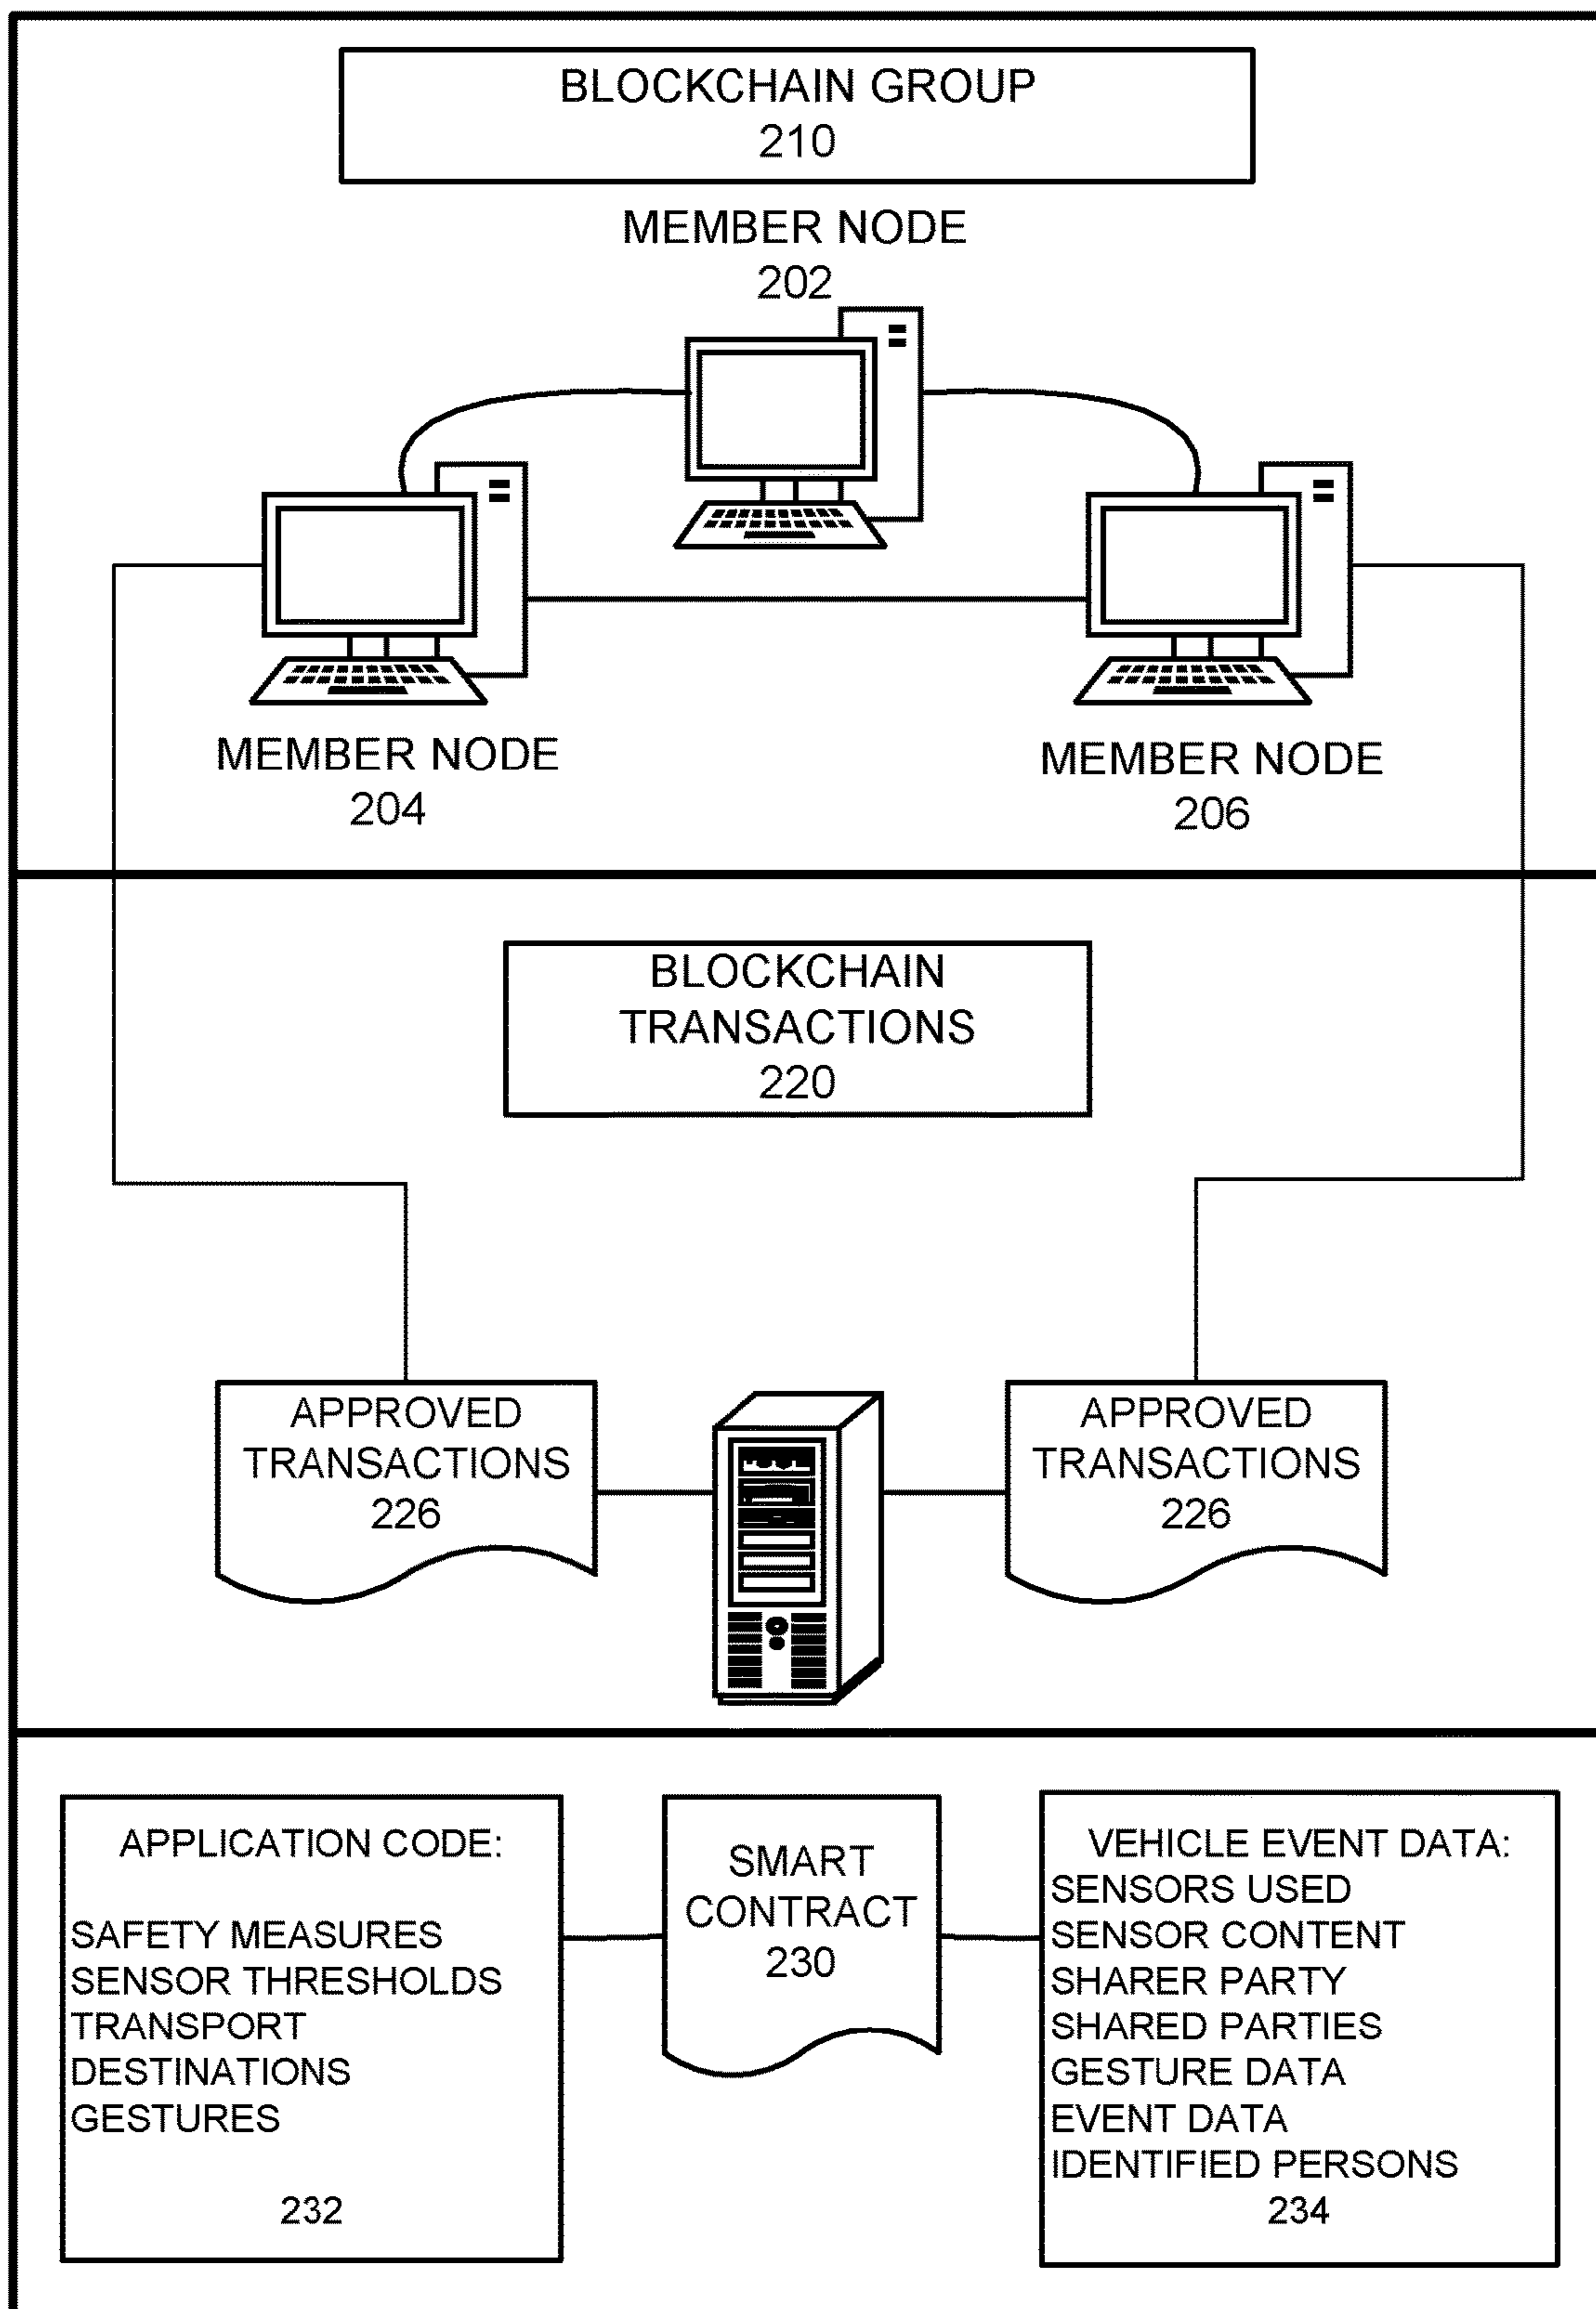 BLOCKCHAIN GROUP
210
MEMBER NODE
202
MEMBER NODE
204
MEMBER NODE
206
BLOCKCHAIN
TRANSACTIONS
220
APPROVED
TRANSACTIONS
226
APPROVED
TRANSACTIONS
226
APPLICATION CODE:
SAFETY MEASURES
SENSOR THRESHOLDS
TRANSPORT
DESTINATIONS
GESTURES
232
SMART
CONTRACT
230
VEHICLE EVENT DATA:
SENSORS USED
SENSOR CONTENT
SHARER PARTY
SHARED PARTIES
GESTURE DATA
EVENT DATA
IDENTIFIED PERSONS
234